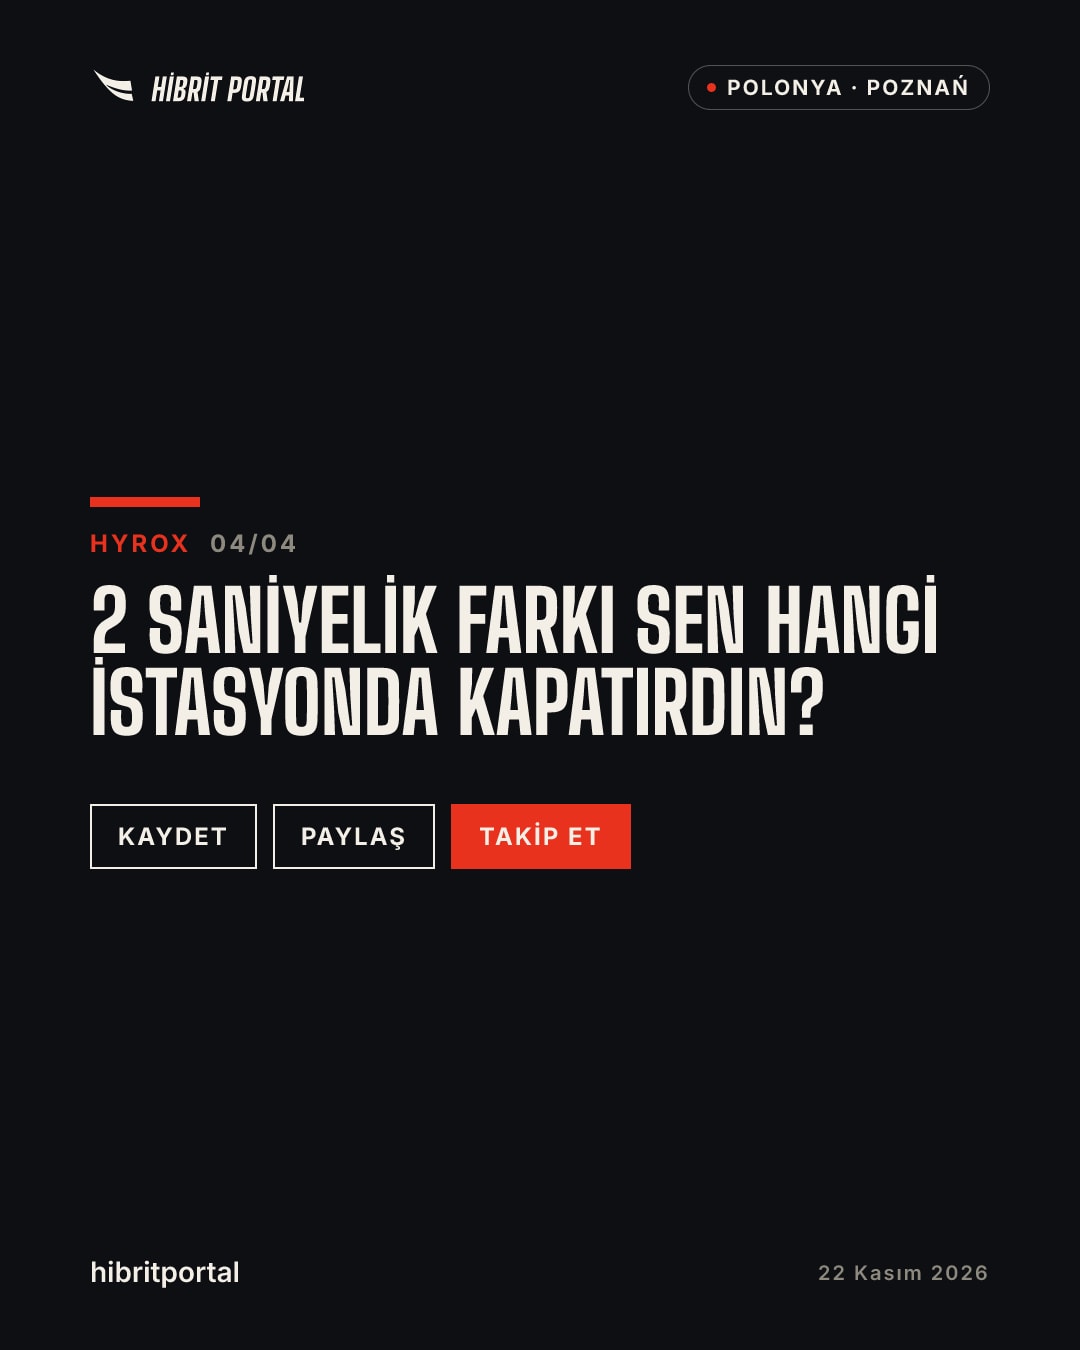 HİBRİT PORTAL
POLONYA · POZNAŃ
HYROX 04/04
2 SANİYELİK FARKI SEN HANGİ
İSTASYONDA KAPATIRDIN?
KAYDET
PAYLAŞ
TAKİP ET
hibritportal
22 Kasım 2026